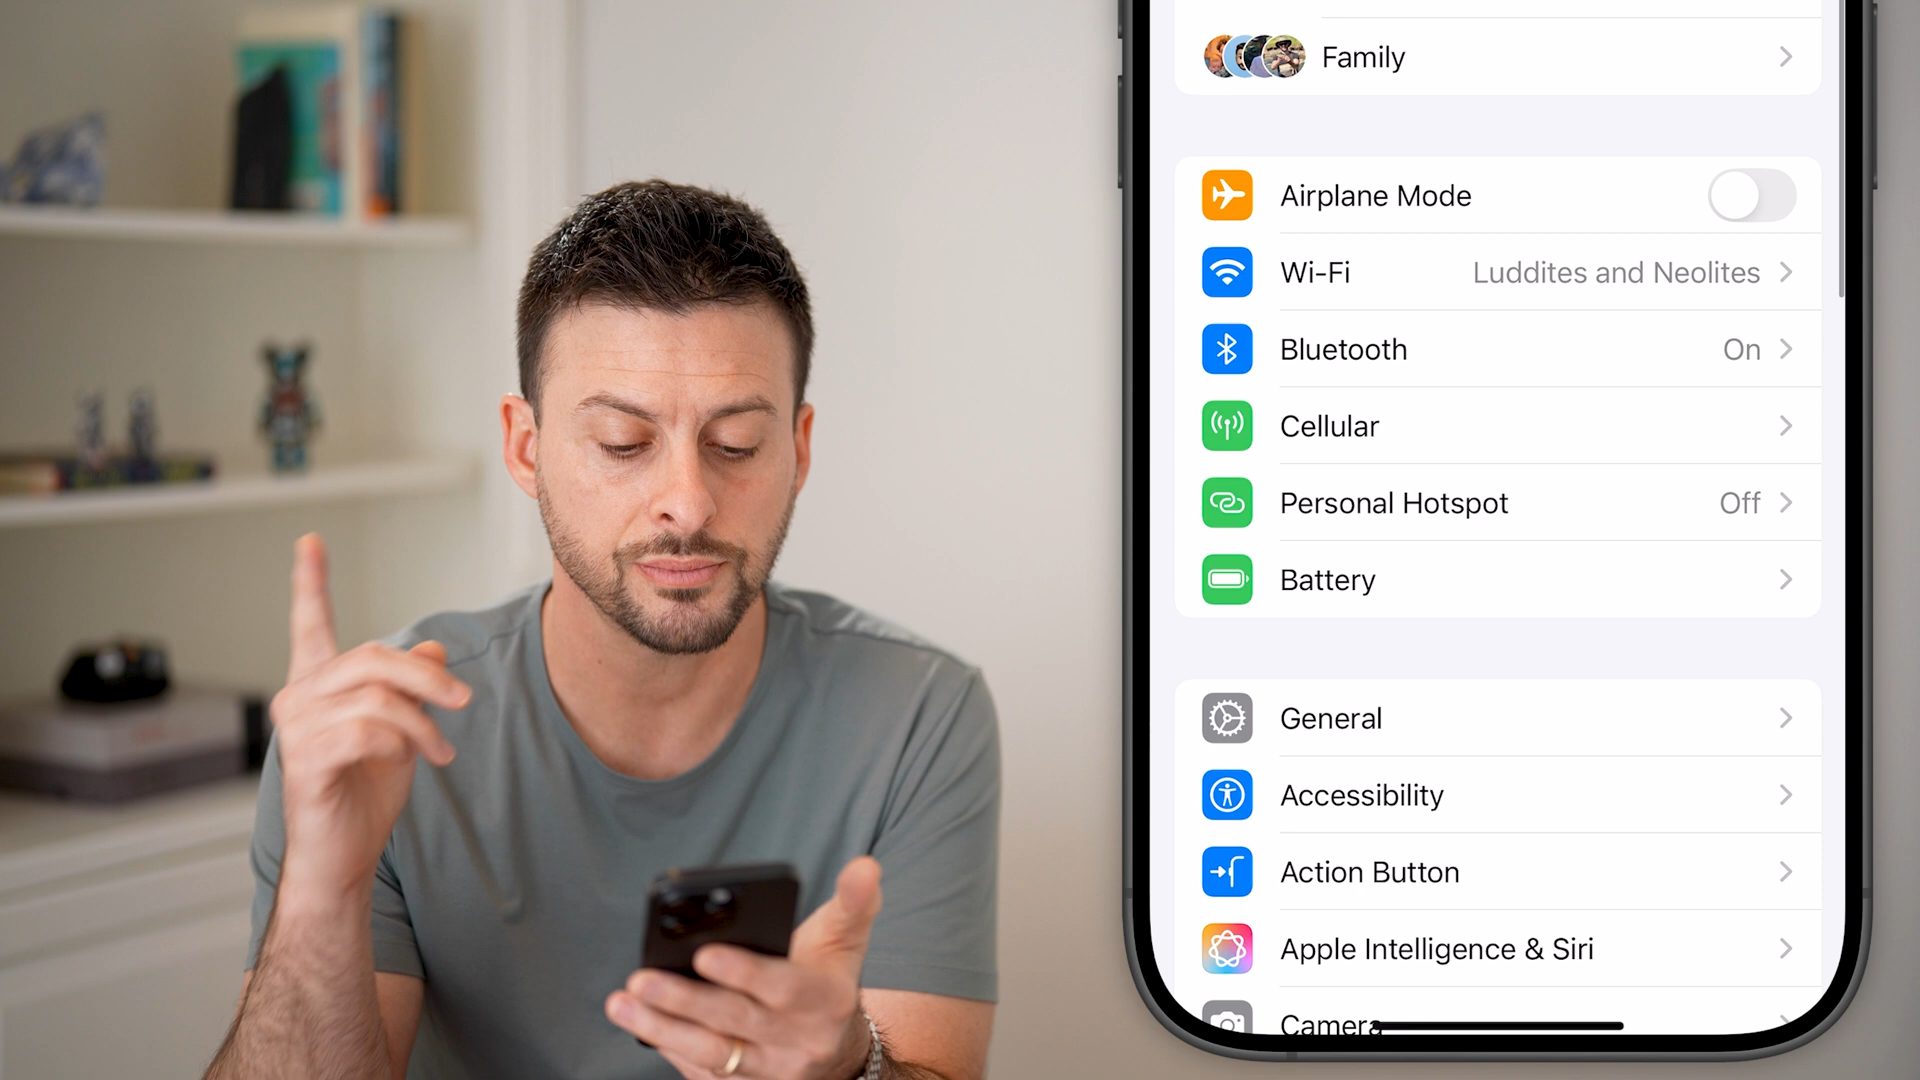 Family
Airplane Mode
Wi-Fi Luddites and Neolites
Bluetooth On
Cellular
Personal Hotspot Off
Battery
General
Accessibility
Action Button
Apple Intelligence & Siri
Camera